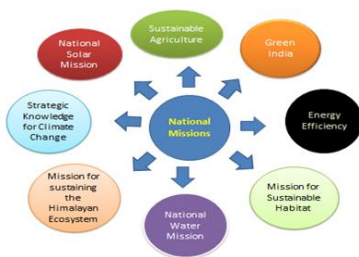 Sustainable
Agriculture
National
Solar
Mission
Green
India
Strategic
Knowledge
for Climate
Change
National
Missions
Energy
Efficiency
Mission for
sustaining
the
Himalayan
Ecosystem
Mission for
Sustainable
Habitat
National
Water
Mission